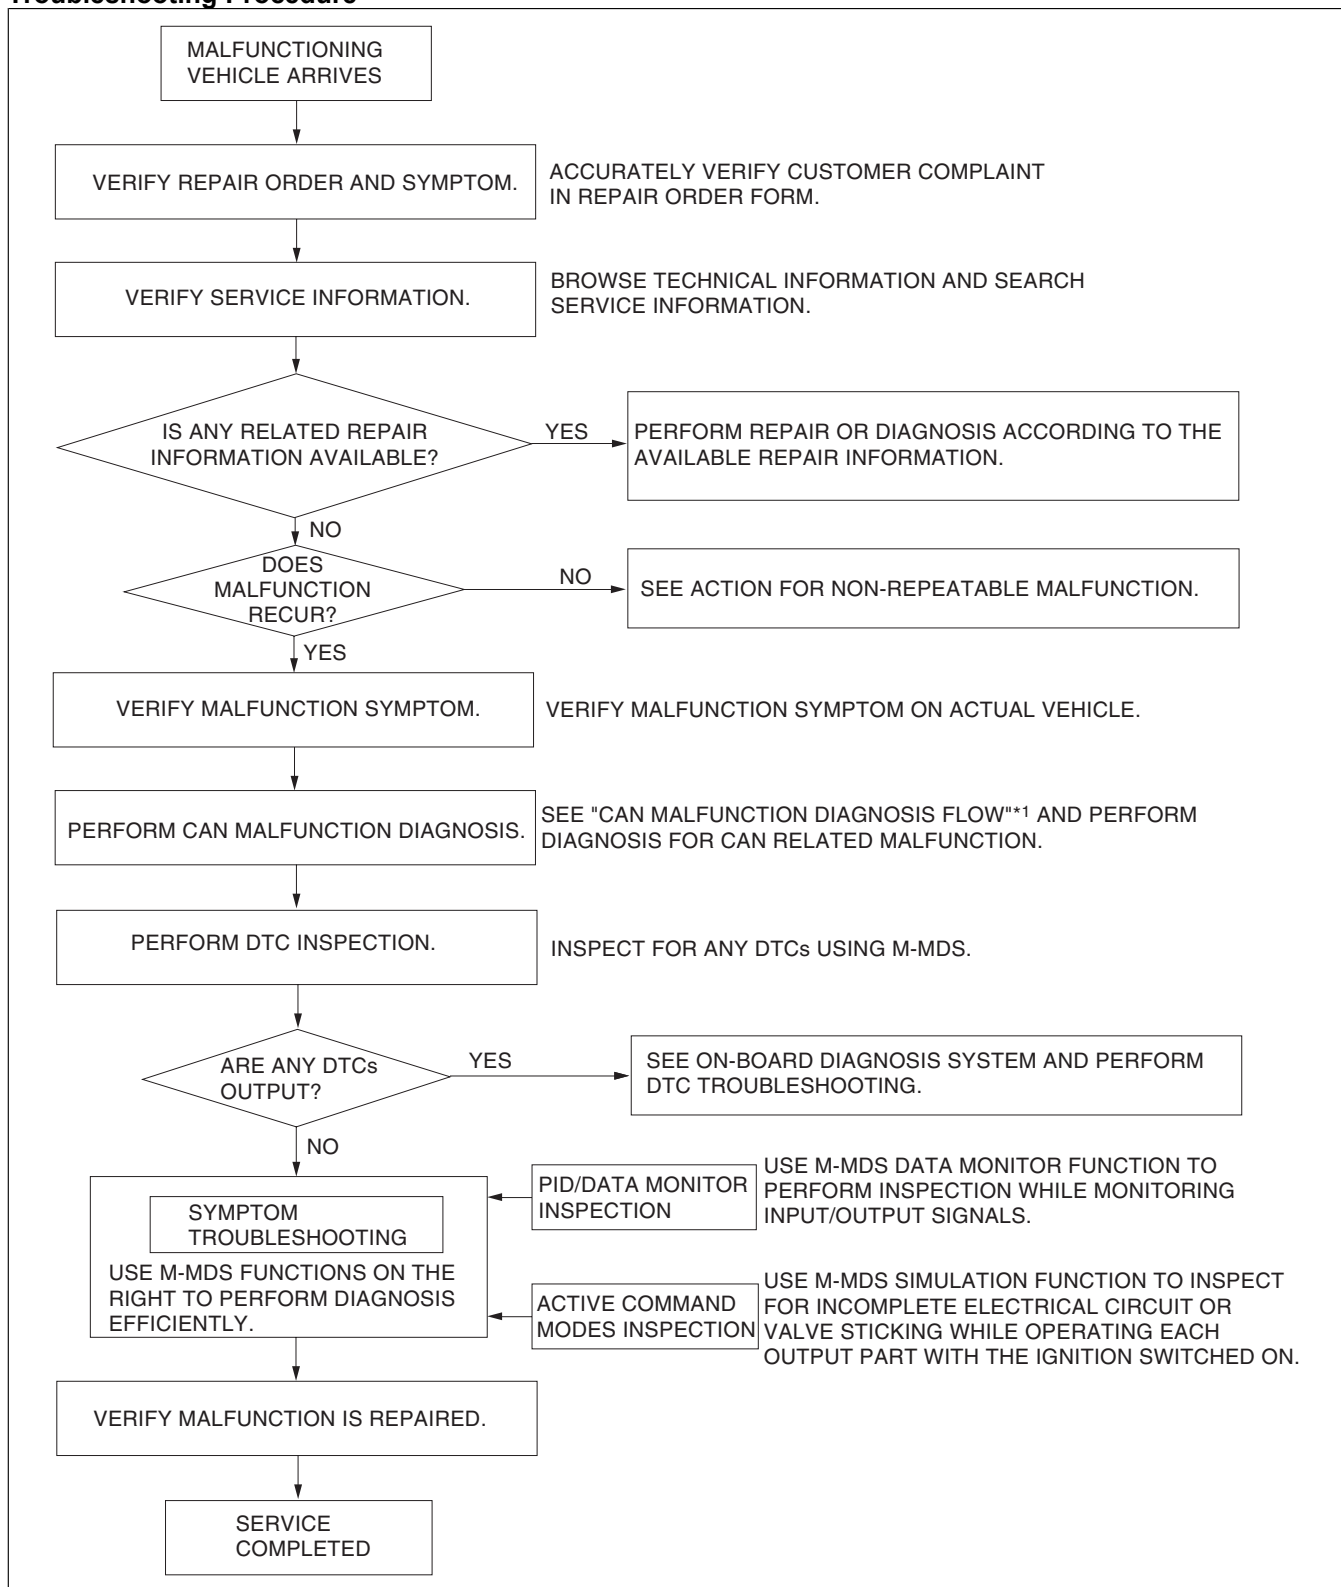 Troubleshooting Procedure
MALFUNCTIONING
VEHICLE ARRIVES
VERIFY REPAIR ORDER AND SYMPTOM.
ACCURATELY VERIFY CUSTOMER COMPLAINT
IN REPAIR ORDER FORM.
VERIFY SERVICE INFORMATION.
BROWSE TECHNICAL INFORMATION AND SEARCH
SERVICE INFORMATION.
IS ANY RELATED REPAIR
INFORMATION AVAILABLE?
YES
PERFORM REPAIR OR DIAGNOSIS ACCORDING TO THE
AVAILABLE REPAIR INFORMATION.
NO
DOES
MALFUNCTION
RECUR?
NO
SEE ACTION FOR NON-REPEATABLE MALFUNCTION.
YES
VERIFY MALFUNCTION SYMPTOM.
VERIFY MALFUNCTION SYMPTOM ON ACTUAL VEHICLE.
PERFORM CAN MALFUNCTION DIAGNOSIS.
SEE "CAN MALFUNCTION DIAGNOSIS FLOW"*1 AND PERFORM
DIAGNOSIS FOR CAN RELATED MALFUNCTION.
PERFORM DTC INSPECTION.
INSPECT FOR ANY DTCs USING M-MDS.
ARE ANY DTCs
OUTPUT?
YES
SEE ON-BOARD DIAGNOSIS SYSTEM AND PERFORM
DTC TROUBLESHOOTING.
NO
SYMPTOM
TROUBLESHOOTING
USE M-MDS FUNCTIONS ON THE
RIGHT TO PERFORM DIAGNOSIS
EFFICIENTLY.
PID/DATA MONITOR
INSPECTION
USE M-MDS DATA MONITOR FUNCTION TO
PERFORM INSPECTION WHILE MONITORING
INPUT/OUTPUT SIGNALS.
ACTIVE COMMAND
MODES INSPECTION
USE M-MDS SIMULATION FUNCTION TO INSPECT
FOR INCOMPLETE ELECTRICAL CIRCUIT OR
VALVE STICKING WHILE OPERATING EACH
OUTPUT PART WITH THE IGNITION SWITCHED ON.
VERIFY MALFUNCTION IS REPAIRED.
SERVICE
COMPLETED